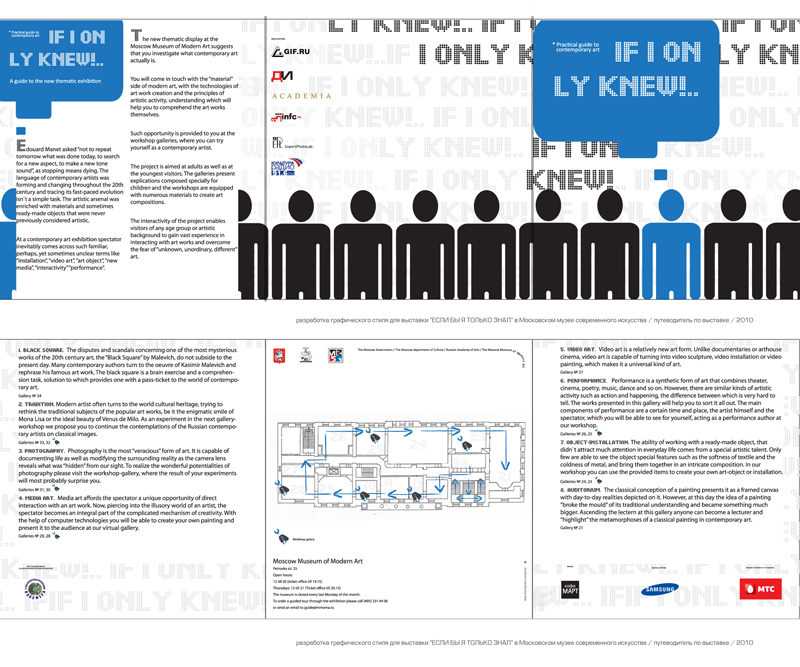 * Practical guide to
contemporary art
IF I ON
LY KNEW!..
A guide to the new thematic exhibition
Edouard Manet asked "not to repeat
tomorrow what was done today, to search
for a new aspect, to make a new tone
sound", as stopping means dying. The
language of contemporary artists was
forming and changing throughout the 20th
century and tracing its fast-paced evolution
isn't a simple task. The artistic arsenal was
enriched with materials and sometimes
ready-made objects that were never
previously considered artistic.
At a contemporary art exhibition spectator
inevitably comes across such familiar,
perhaps, yet sometimes unclear terms like
"installation", "video art", "art object", "new
media", "interactivity" "performance".
The new thematic display at the
Moscow Museum of Modern Art suggests
that you investigate what contemporary art
actually is.
You will come in touch with the "material"
side of modern art, with the technologies of
art work creation and the principles of
artistic activity, understanding which will
help you to comprehend the art works
themselves.
Such opportunity is provided to you at the
workshop galleries, where you can try
yourself as a contemporary artist.
The project is aimed at adults as well as at
the youngest visitors. The galleries present
explications composed specially for
children and the workshops are equipped
with numerous materials to create art
compositions.
The interactivity of the project enables
visitors of any age group or artistic
background to gain vast experience in
interacting with art works and overcome
the fear of "unknown, unordinary, different"
art.
GIF.RU
ДИ
ACADEMIA
ExpertPhotoLab
КУЛЬТУРА
РАДИО
91.6
I ONLY KNEW!..
I ONLY K
IF I ON
KNEW!..
* Practical guide to
contemporary art
IF I ON
LY KNEW!..
разработка графического стиля для выставки "ЕСЛИ БЫ Я ТОЛЬКО ЗНАЛ" в Московском музее современного искусства / путеводитель по выставке / 2010
1. BLACK SQUARE. The disputes and scandals concerning one of the most mysterious
works of the 20th century art, the "Black Square" by Malevich, do not subside to the
present day. Many contemporary authors turn to the oeuvre of Kasimir Malevich and
rephrase his famous art work. The black square is a brain exercise and a comprehen-
sion task, solution to which provides one with a pass-ticket to the world of contempo-
rary art.
Gallery № 34
2. TRADITION. Modern artist often turns to the world cultural heritage, trying to
rethink the traditional subjects of the popular art works, be it the enigmatic smile of
Mona Lisa or the ideal beauty of Venus de Milo. As an experiment in the next gallery-
workshop we propose you to continue the contemplations of the Russian contempo-
rary artists on classical images.
Galleries № 33, 32
3. PHOTOGRAPHY. Photography is the most "veracious" form of art. It is capable of
documenting life as well as modifying the surrounding reality as the camera lens
reveals what was "hidden" from our sight. To realize the wonderful potentialities of
photography please visit the workshop-gallery, where the result of your experiments
will most probably surprise you.
Galleries № 31, 30
4. MEDIA ART. Media art affords the spectator a unique opportunity of direct
interaction with an art work. Now, piercing into the illusory world of an artist, the
spectator becomes an integral part of the complicated mechanism of creativity. With
the help of computer technologies you will be able to create your own painting and
present it to the audience at our virtual gallery.
Galleries № 29, 28
The Moscow Government / The Moscow department of Culture / Russian Academy of Arts / The Moscow Museum
24
Workshop gallery
Moscow Museum of Modern Art
Petrovka str. 25
Open hours:
12.00 20 (ticket office till 19.15)
Thursdays: 13.00 21 (Ticket office till 20.15)
The museum is closed every last Monday of the month.
To order a guided tour through the exhibition please call (495) 231 44 06
or send an email to guide@mmoma.ru
5. VIDEO ART. Video art is a relatively new art form. Unlike documentaries or arthouse
cinema, video art is capable of turning into video sculpture, video installation or video
painting, which makes it a universal kind of art.
Gallery № 27
6. PERFORMANCE. Performance is a synthetic form of art that combines theater,
cinema, poetry, music, dance and so on. However, there are similar kinds of artistic
activity such as action and happening, the difference between which is very hard to
tell. The works presented in this gallery will help you to sort it all out. The main
components of performance are a certain time and place, the artist himself and the
spectator, which you will be able to see for yourself, acting as a performance author at
our workshop.
Galleries № 26, 25
7. OBJECT-INSTALLATION. The ability of working with a ready-made object, that
didn't attract much attention in everyday life comes from a special artistic talent. Only
few are able to see the object special features such as the softness of textile and the
coldness of metal, and bring them together in an intricate composition. In our
workshop you can use the provided items to create your own art-object or installation.
Galleries № 24, 23
8. AUDITORIUM. The classical conception of a painting presents it as a framed canvas
with day-to-day realities depicted on it. However, at this day the idea of a painting
"broke the mould" of its traditional understanding and became something much
bigger. Ascending the lectern at this gallery anyone can become a lecturer and
"highlight" the metamorphoses of a classical painting in contemporary art.
Gallery № 21
КОФЕ
МАРТ
SAMSUNG
МТС
разработка графического стиля для выставки "ЕСЛИ БЫ Я ТОЛЬКО ЗНАЛ" в Московском музее современного искусства / путеводитель по выставке / 2010